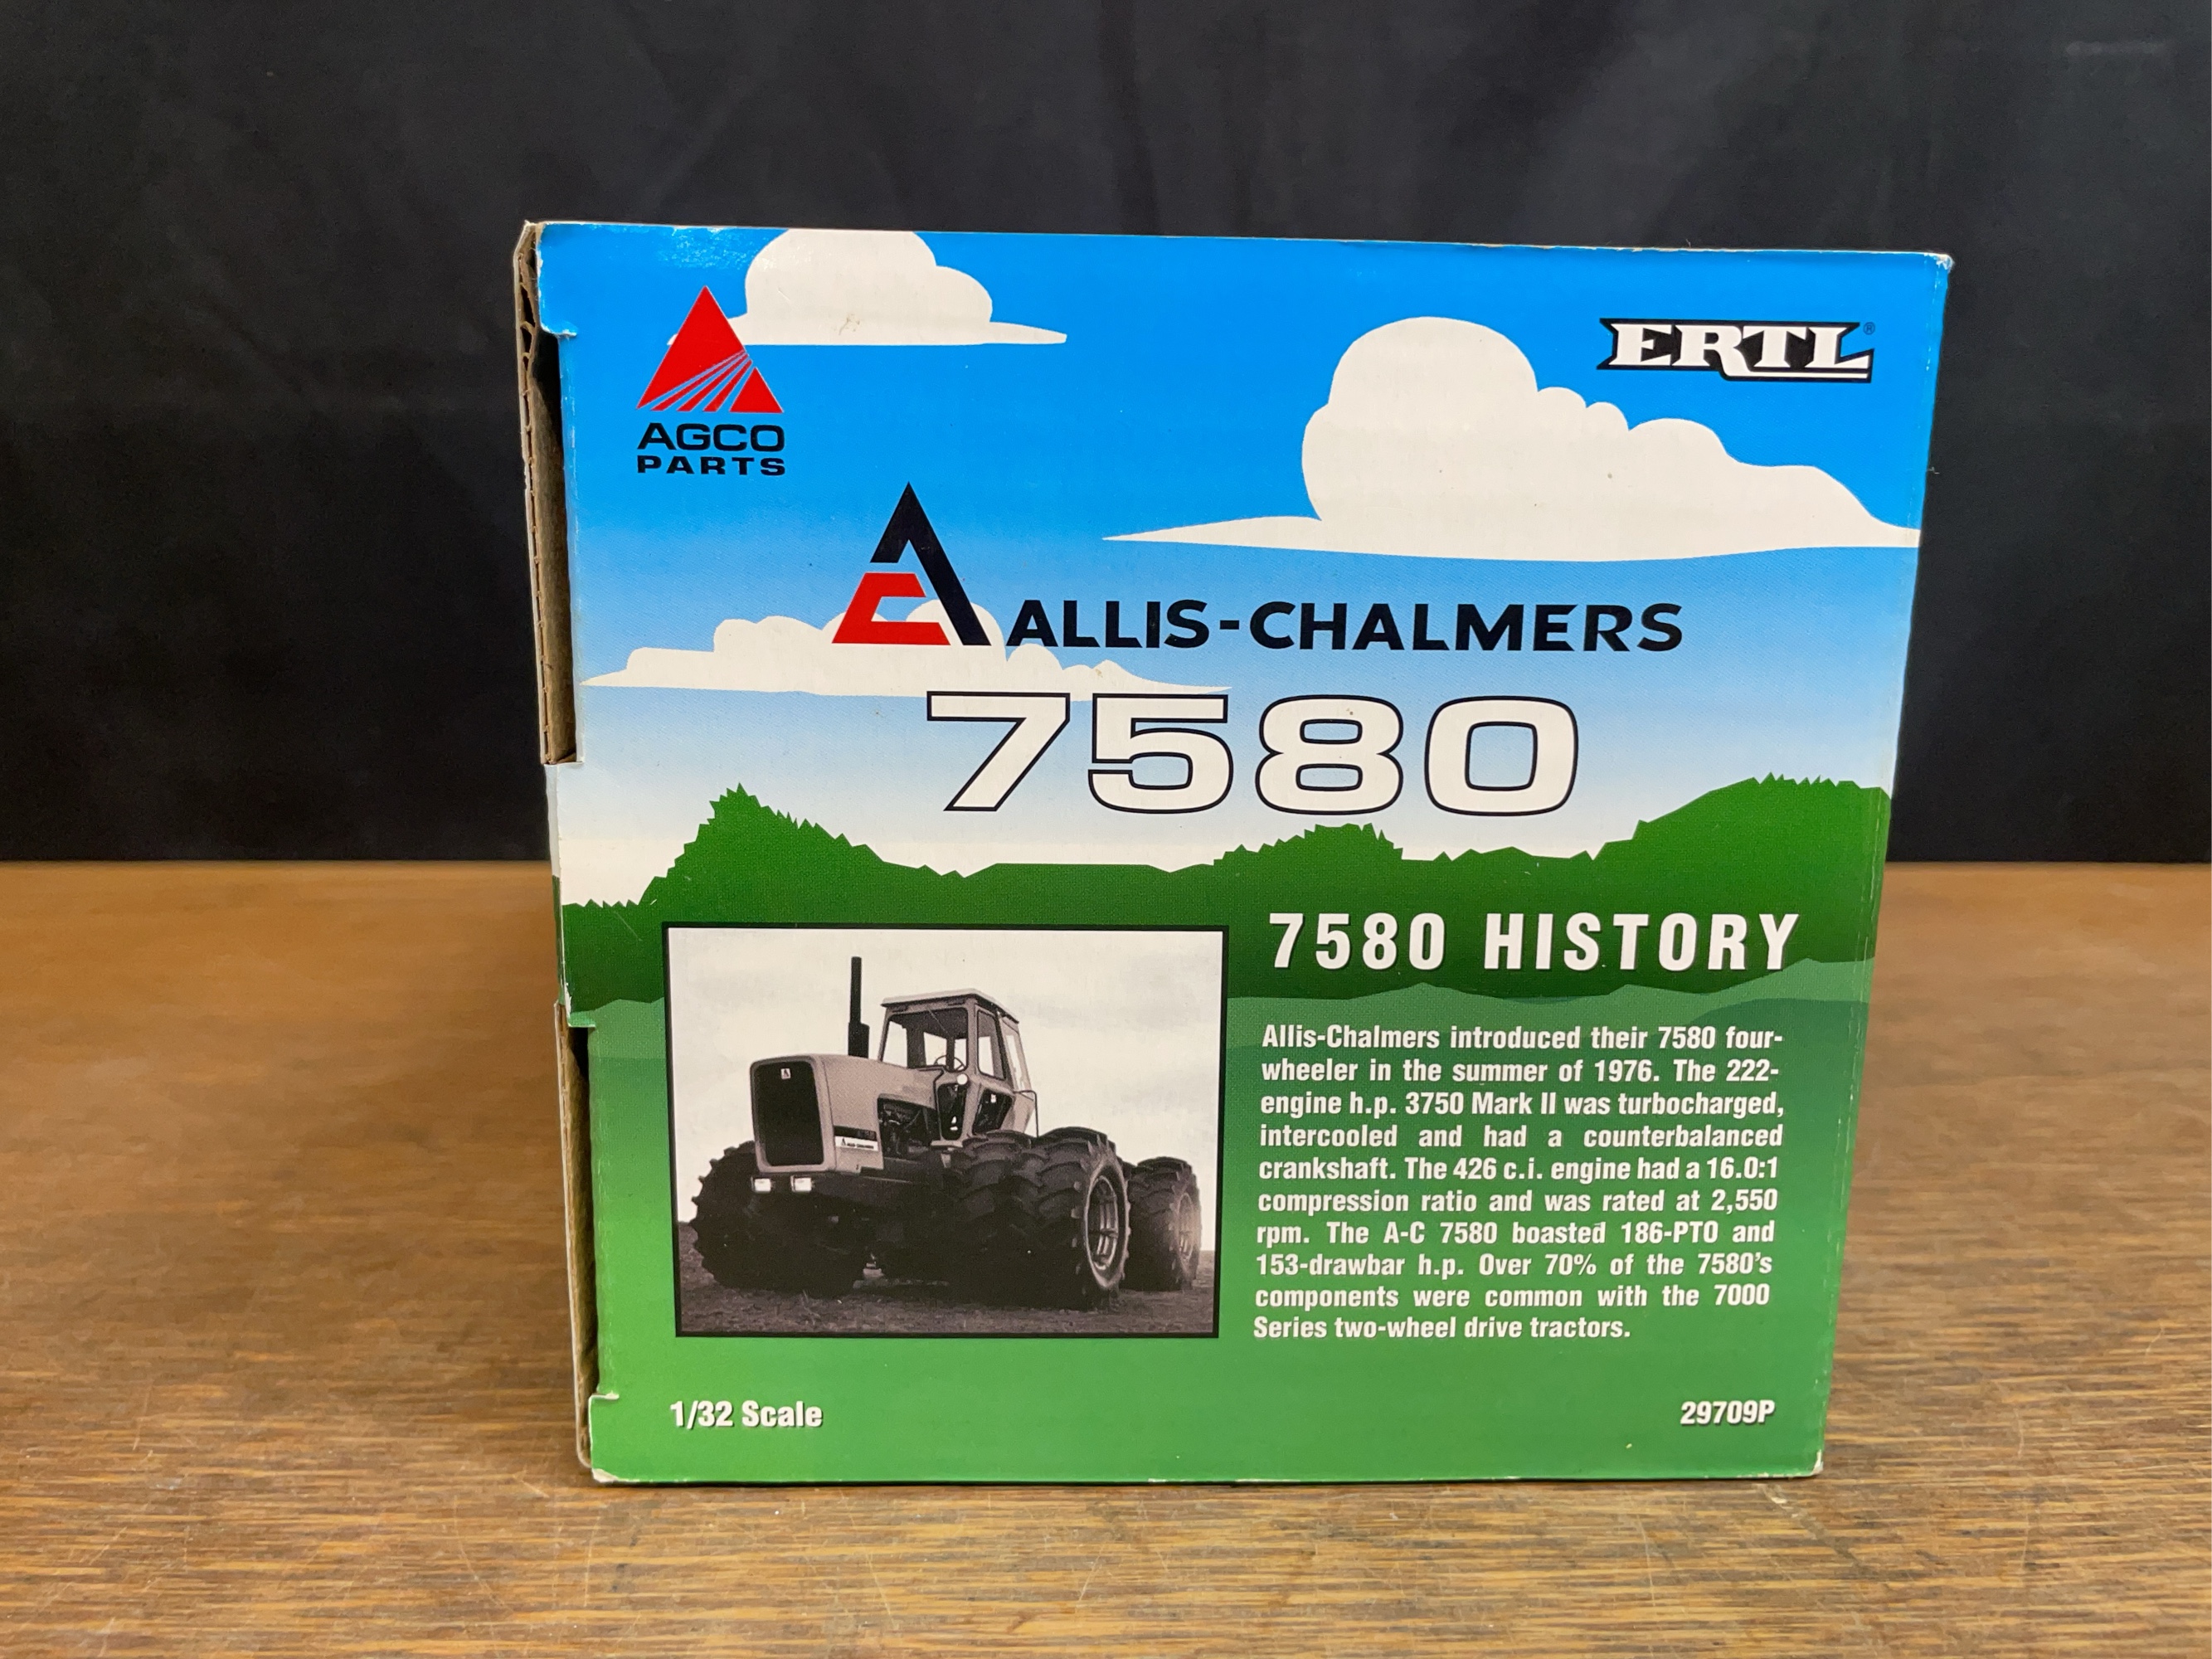 ERTL®
AGCO
PARTS
ALLIS-CHALMERS
7580
7580 HISTORY
Allis-Chalmers introduced their 7580 four-
wheeler in the summer of 1976. The 222-
engine h.p. 3750 Mark II was turbocharged,
intercooled and had a counterbalanced
crankshaft. The 426 c.i. engine had a 16.0:1
compression ratio and was rated at 2,550
rpm. The A-C 7580 boasted 186-PTO and
153-drawbar h.p. Over 70% of the 7580's
components were common with the 7000
Series two-wheel drive tractors.
1/32 Scale
29709P